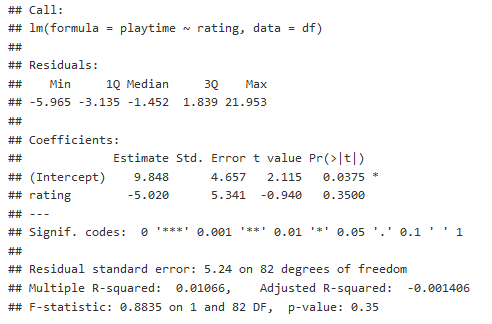 ## Call:
## lm(formula = playtime ~ rating, data = df)
##
## Residuals:
##    Min     1Q Median     3Q    Max
## -5.965 -3.135 -1.452  1.839 21.953
##
## Coefficients:
##             Estimate Std. Error t value Pr(>|t|)
## (Intercept)    9.848      4.657   2.115   0.0375 *
## rating        -5.020      5.341  -0.940   0.3500
## ---
## Signif. codes:  0 '***' 0.001 '**' 0.01 '*' 0.05 '.' 0.1 ' ' 1
##
## Residual standard error: 5.24 on 82 degrees of freedom
## Multiple R-squared:  0.01066,    Adjusted R-squared:  -0.001406
## F-statistic: 0.8835 on 1 and 82 DF,  p-value: 0.35